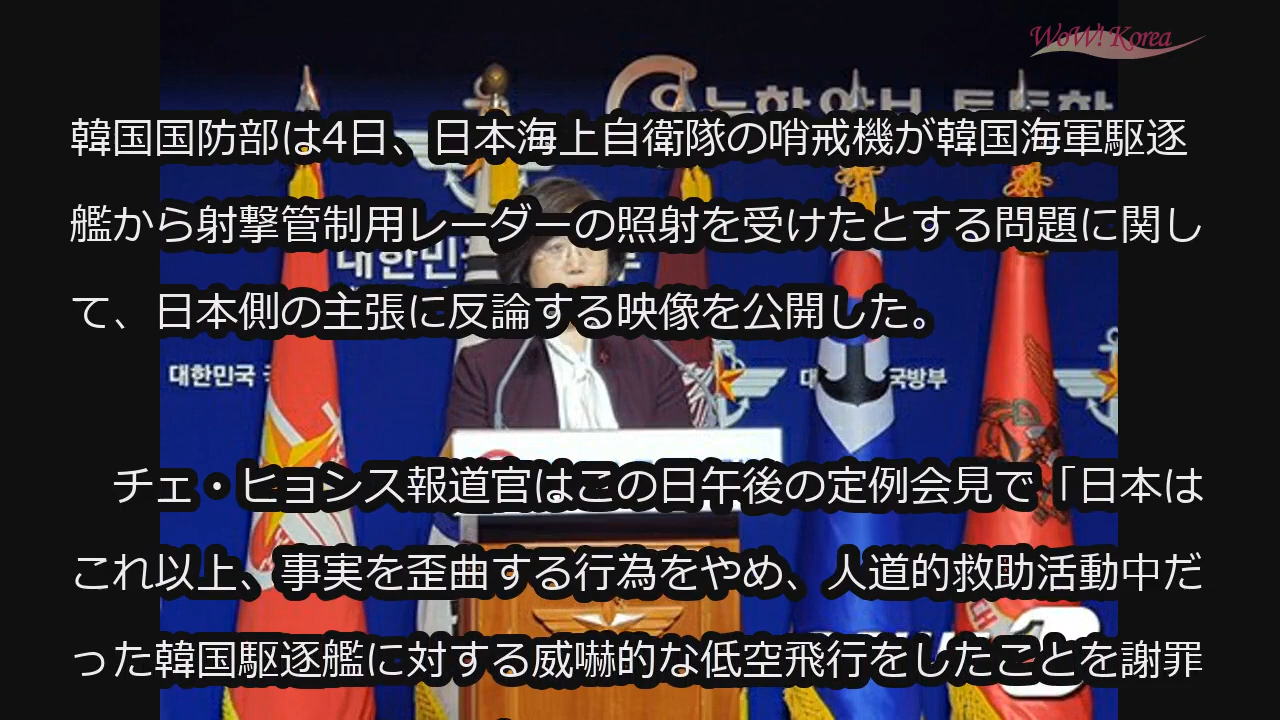 WoW! Korea
韓国国防部は4日、日本海上自衛隊の哨戒機が韓国海軍駆逐
艦から射撃管制用レーダーの照射を受けたとする問題に関し
て、日本側の主張に反論する映像を公開した。
대한민국
국방부
チェ・ヒョンス報道官はこの日午後の定例会見で「日本は
これ以上、事実を歪曲する行為をやめ、人道的救助活動中だ
った韓国駆逐艦に対する威嚇的な低空飛行をしたことを謝罪